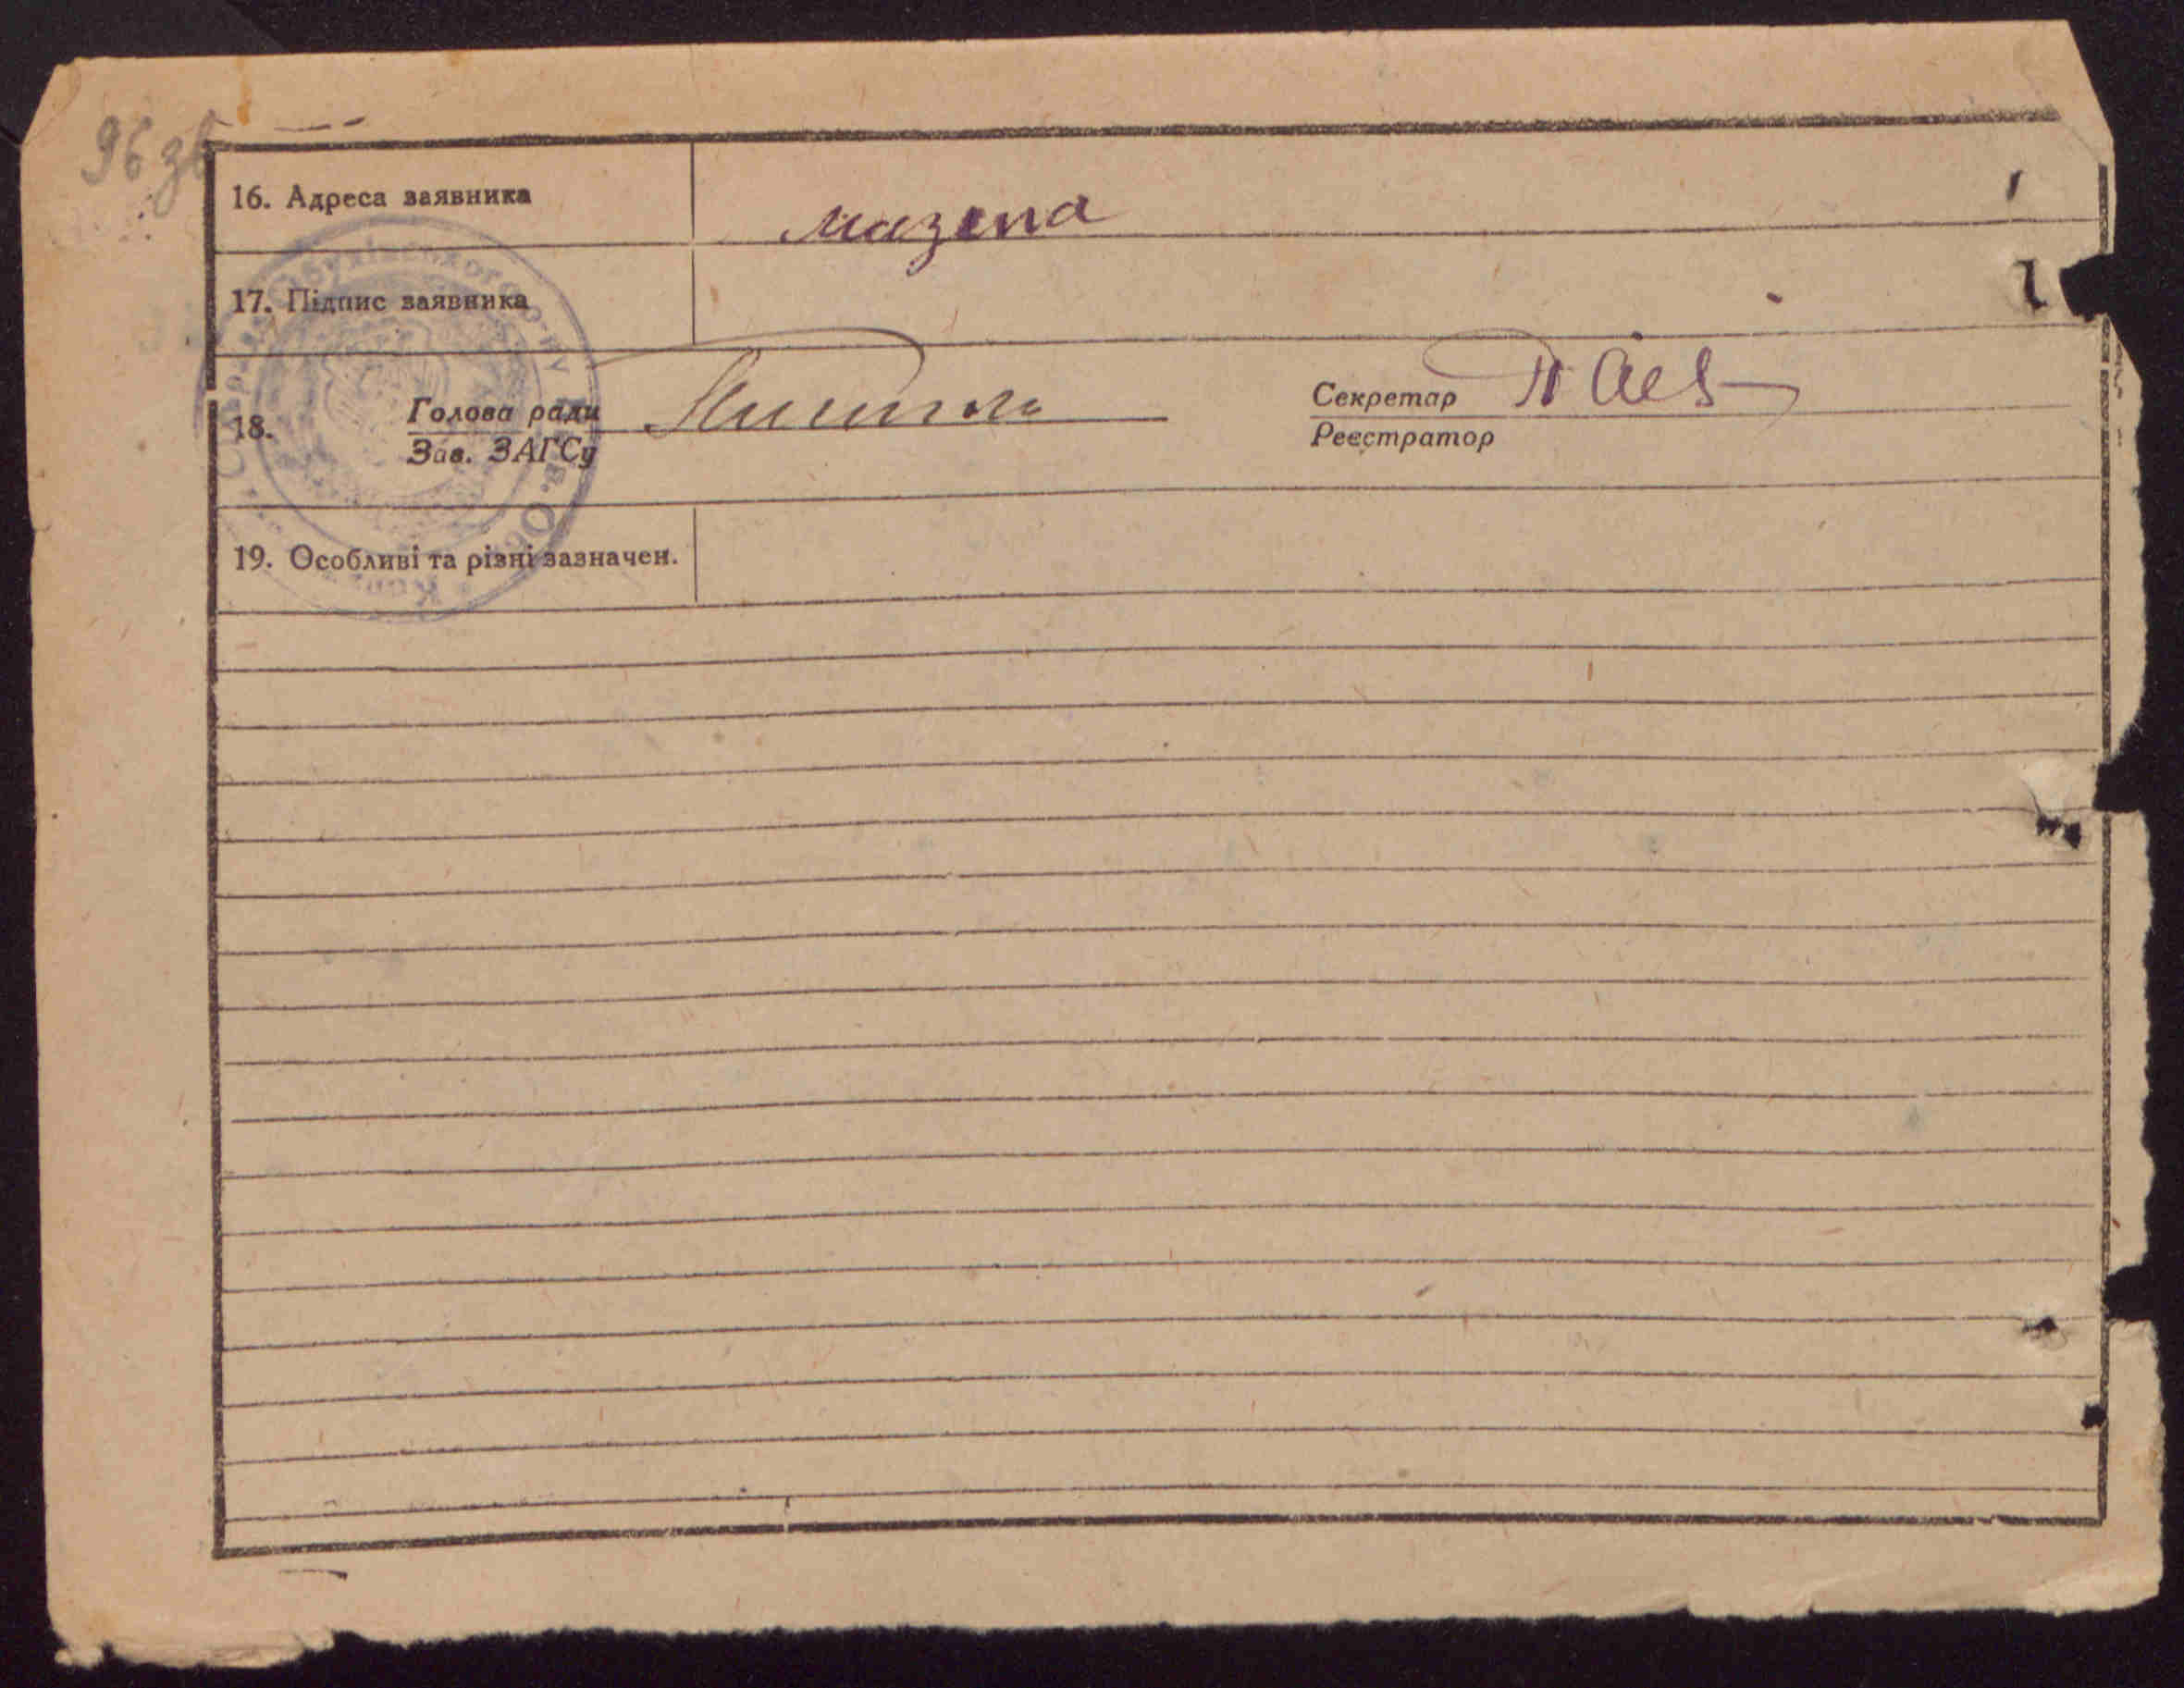 96 зв
16. Адреса заявника
мазепа
17. Підпис заявника
18. Голова ради
Секретар
Зав. ЗАГСу
Реєстратор
19. Особливі та різні зазначен.